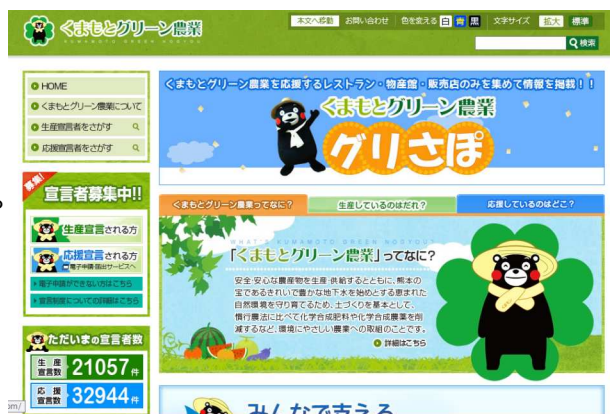 くまもとグリーン農業
KUMAMOTO GREEN NOUGYOU
本文へ移動 お問い合わせ 色を変える 白 青 黒 文字サイズ 拡大 標準
検索
HOME
くまもとグリーン農業について
生産宣言者をさがす
応援宣言者をさがす
くまもとグリーン農業を応援するレストラン・物産館・販売店のみを集めて情報を掲載!!
くまもとグリーン農業
グリさぽ
募集!
宣言者募集中!!
生産宣言される方
応援宣言される方
電子申請・届出サービスへ
電子申請ができない方はこちら
宣言制度についての詳細はこちら
ただいまの宣言者数
生産宣言数 21057件
応援宣言数 32944件
くまもとグリーン農業ってなに?
生産しているのはだれ?
応援しているのはどこ?
WHAT'S KUMAMOTO GREEN NOUGYOU?
「くまもとグリーン農業」ってなに?
安全・安心な農産物を生産・供給するとともに、熊本の
宝であるきれいで豊かな地下水を始めとする恵まれた
自然環境を守り育てるため、土づくりを基本として、
慣行農法に比べて化学合成肥料や化学合成農薬を削
減するなど、環境にやさしい農業への取組のことです。
詳細はこちら
みんなで支える
om/